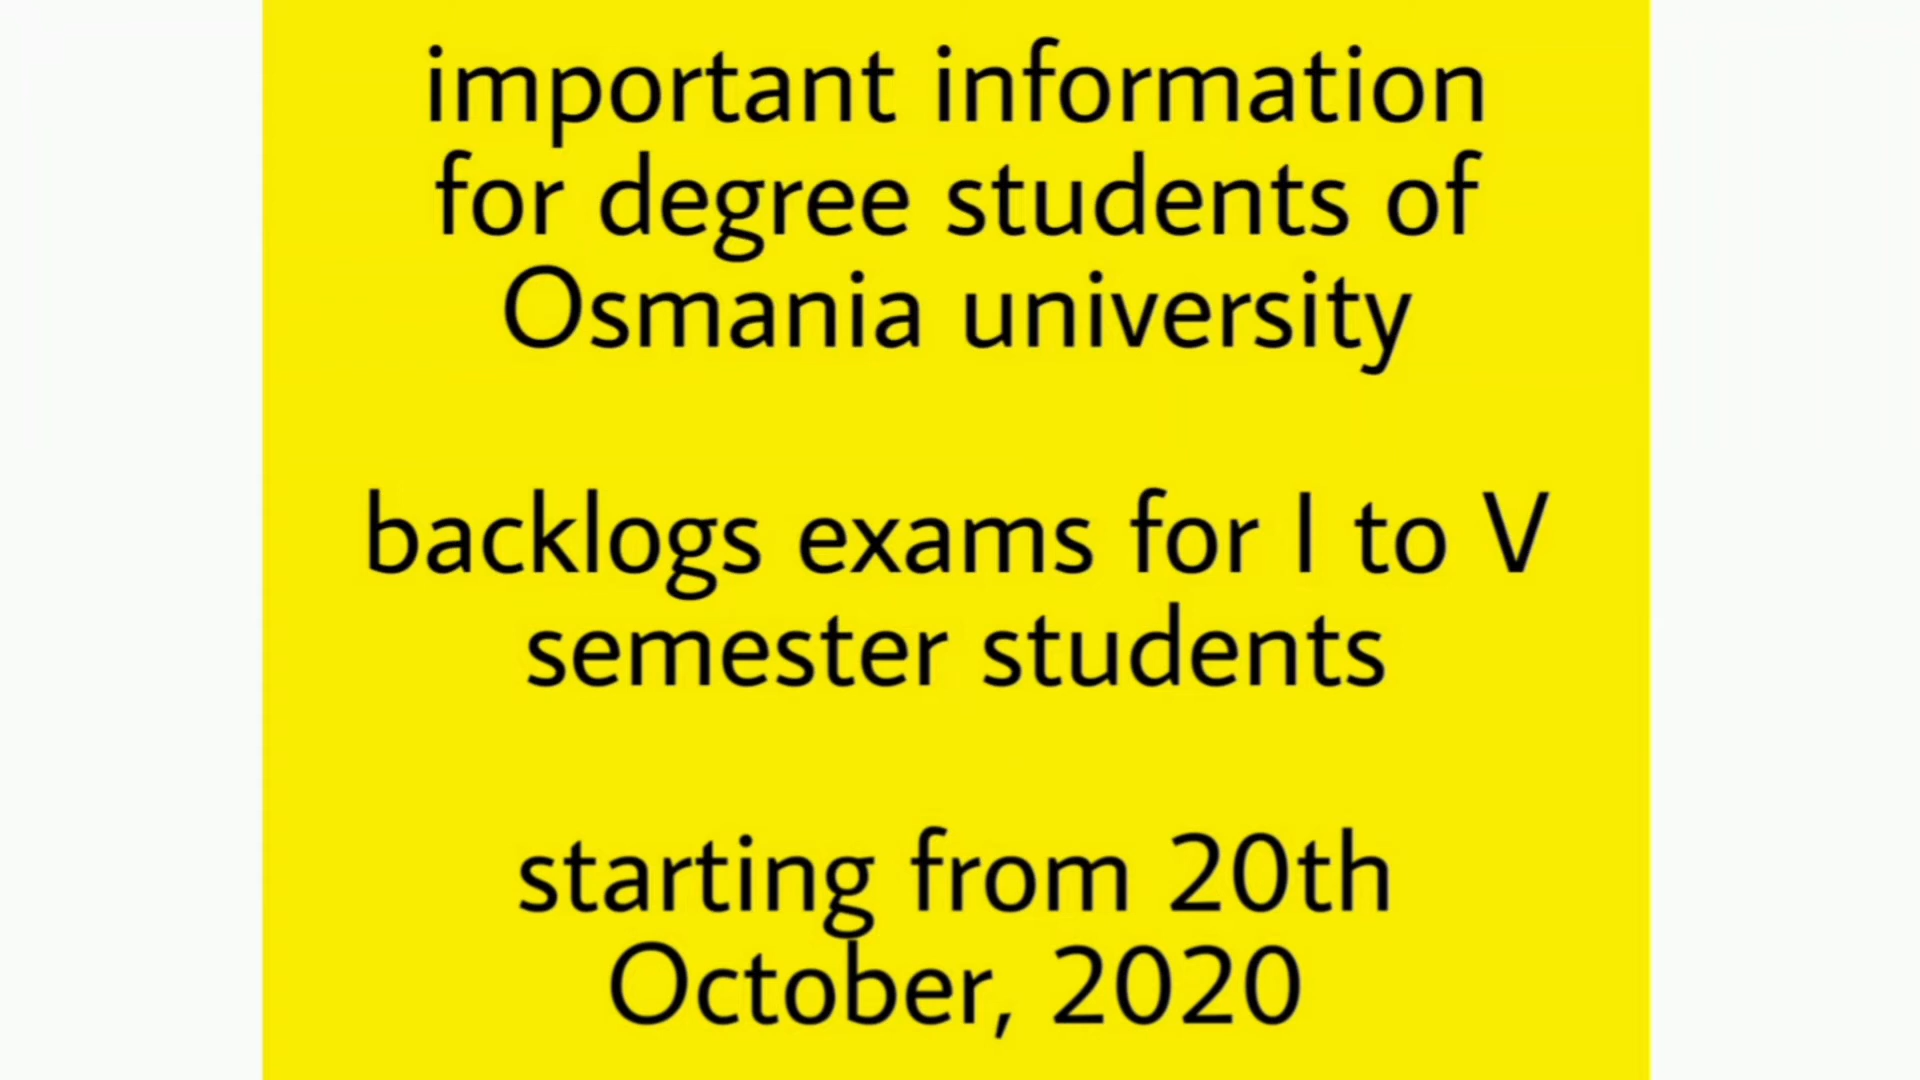 important information
for degree students of
Osmania university
backlogs exams for I to V
semester students
starting from 20th
October, 2020